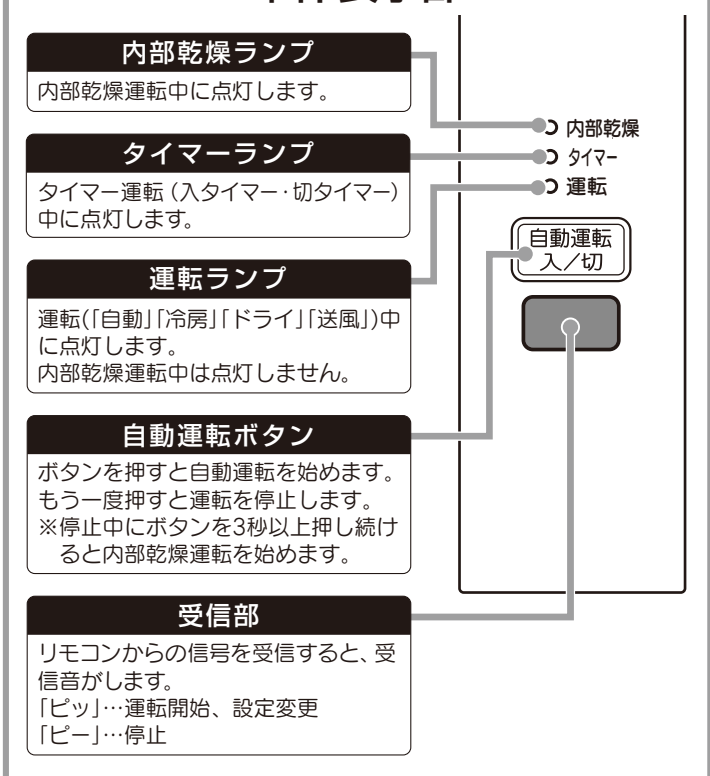 内部乾燥ランプ
内部乾燥運転中に点灯します。
タイマーランプ
タイマー運転（入タイマー・切タイマー）
中に点灯します。
運転ランプ
運転(「自動」「冷房」「ドライ」「送風」)中
に点灯します。
内部乾燥運転中は点灯しません。
自動運転ボタン
ボタンを押すと自動運転を始めます。
もう一度押すと運転を停止します。
※停止中にボタンを3秒以上押し続け
ると内部乾燥運転を始めます。
受信部
リモコンからの信号を受信すると、受
信音がします。
「ピッ」…運転開始、設定変更
「ピー」…停止
内部乾燥
タイマー
運転
自動運転
入／切